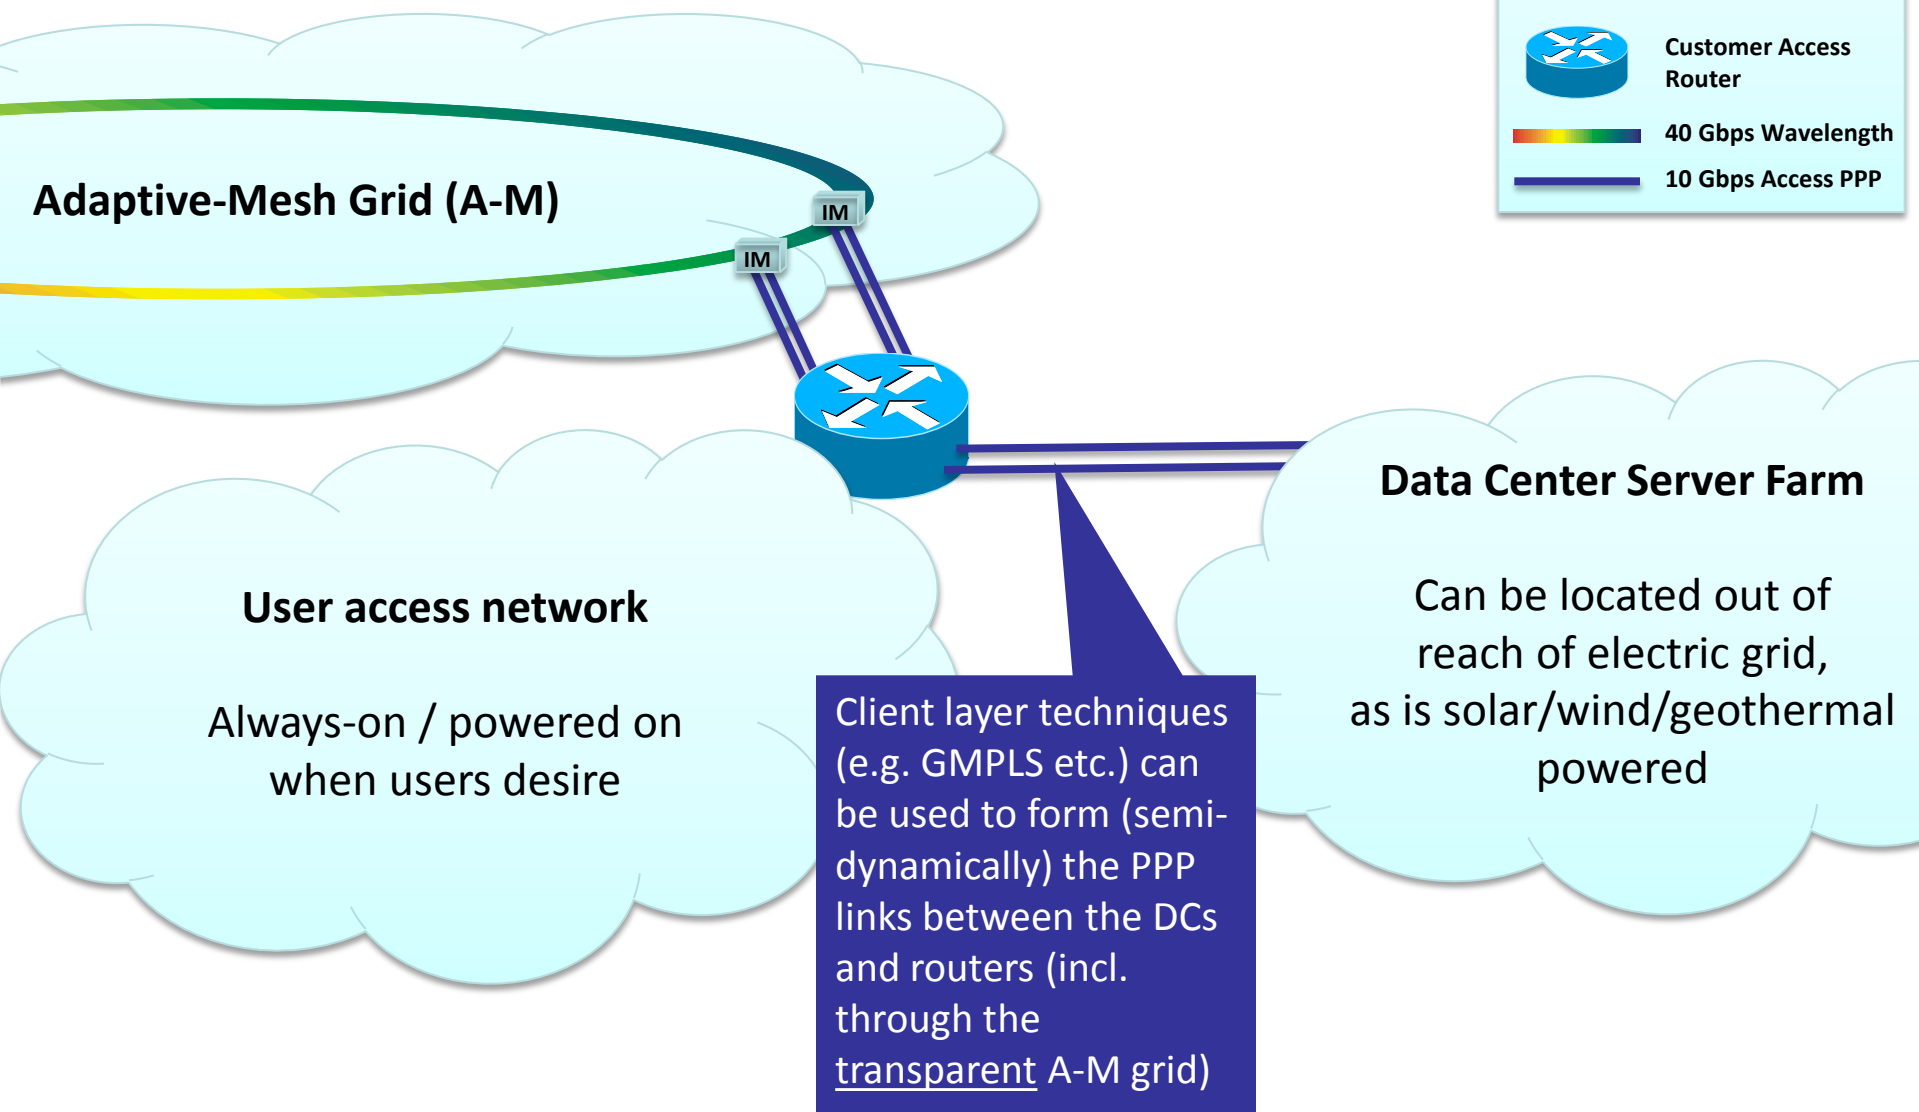 Customer Access
Router
40 Gbps Wavelength
10 Gbps Access PPP
Adaptive-Mesh Grid (A-M)
IM
IM
Data Center Server Farm
Can be located out of
reach of electric grid,
as is solar/wind/geothermal
powered
User access network
Always-on / powered on
when users desire
Client layer techniques
(e.g. GMPLS etc.) can
be used to form (semi-
dynamically) the PPP
links between the DCs
and routers (incl.
through the
transparent A-M grid)